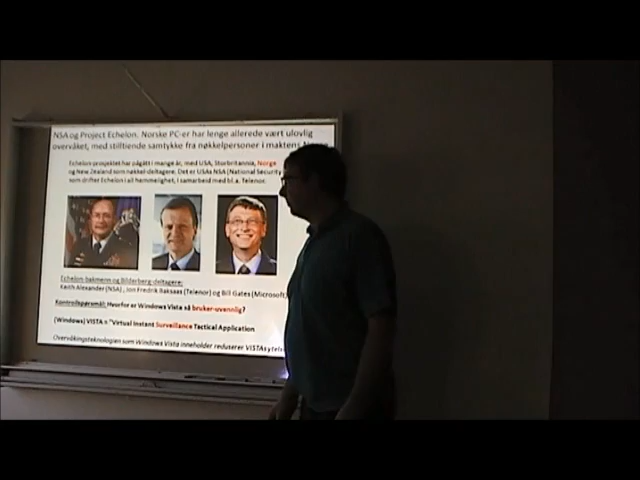 NSA og Project Echelon. Norske PC-er har lenge allerede vært ulovlig
overvåket, med stilltiende samtykke fra nøkkelpersoner i maktens
Echelon-prosjektet har pågått i mange år, med USA, Storbritannia, Norge
og New Zealand som nøkkel-deltagere. Det er USAs NSA (National Security
som drifter Echelon i all hemmelighet, i samarbeid med bl.a. Telenor.
Echelon-bakmenn og Bilderberg-deltagere:
Keith Alexander (NSA) , Jon Fredrik Baksaas (Telenor) og Bill Gates (Microsoft)
Kontrollspørsmål: Hvorfor er Windows Vista så bruker-uvennlig?
(Windows) VISTA = "Virtual Instant Surveillance Tactical Application
Overvåkingsteknologien som Windows Vista inneholder reduserer VISTAs